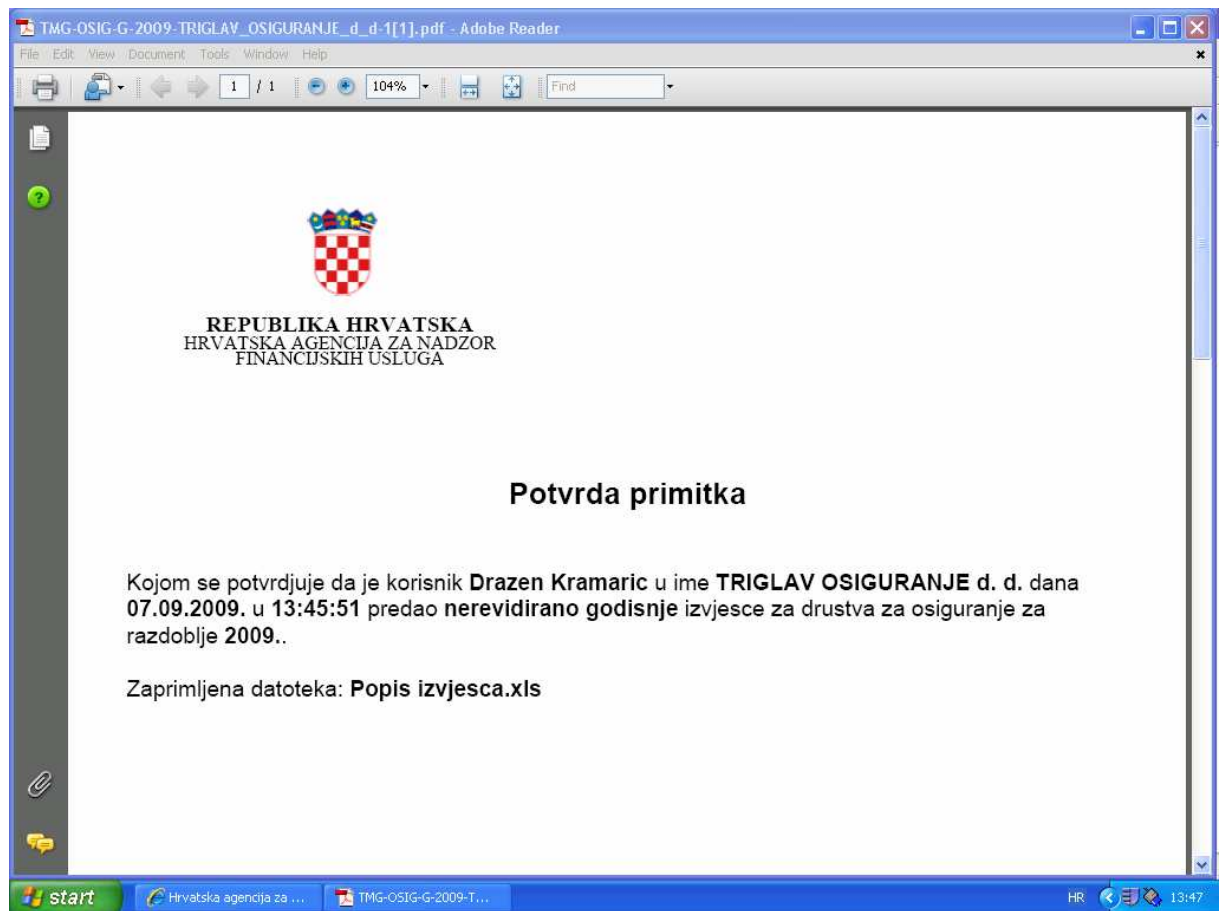 TMG-OSIG-G-2009-TRIGLAV_OSIGURANJE_d_d-1[1].pdf - Adobe Reader
File Edit View Document Tools Window Help
1 / 1 104% Find
REPUBLIKA HRVATSKA
HRVATSKA AGENCIJA ZA NADZOR
FINANCIJSKIH USLUGA
Potvrda primitka
Kojom se potvrdjuje da je korisnik Drazen Kramaric u ime TRIGLAV OSIGURANJE d. d. dana
07.09.2009. u 13:45:51 predao nerevidirano godisnje izvjesce za drustva za osiguranje za
razdoblje 2009..
Zaprimljena datoteka: Popis izvjesca.xls
start Hrvatska agencija za ... TMG-OSIG-G-2009-T... HR 13:47